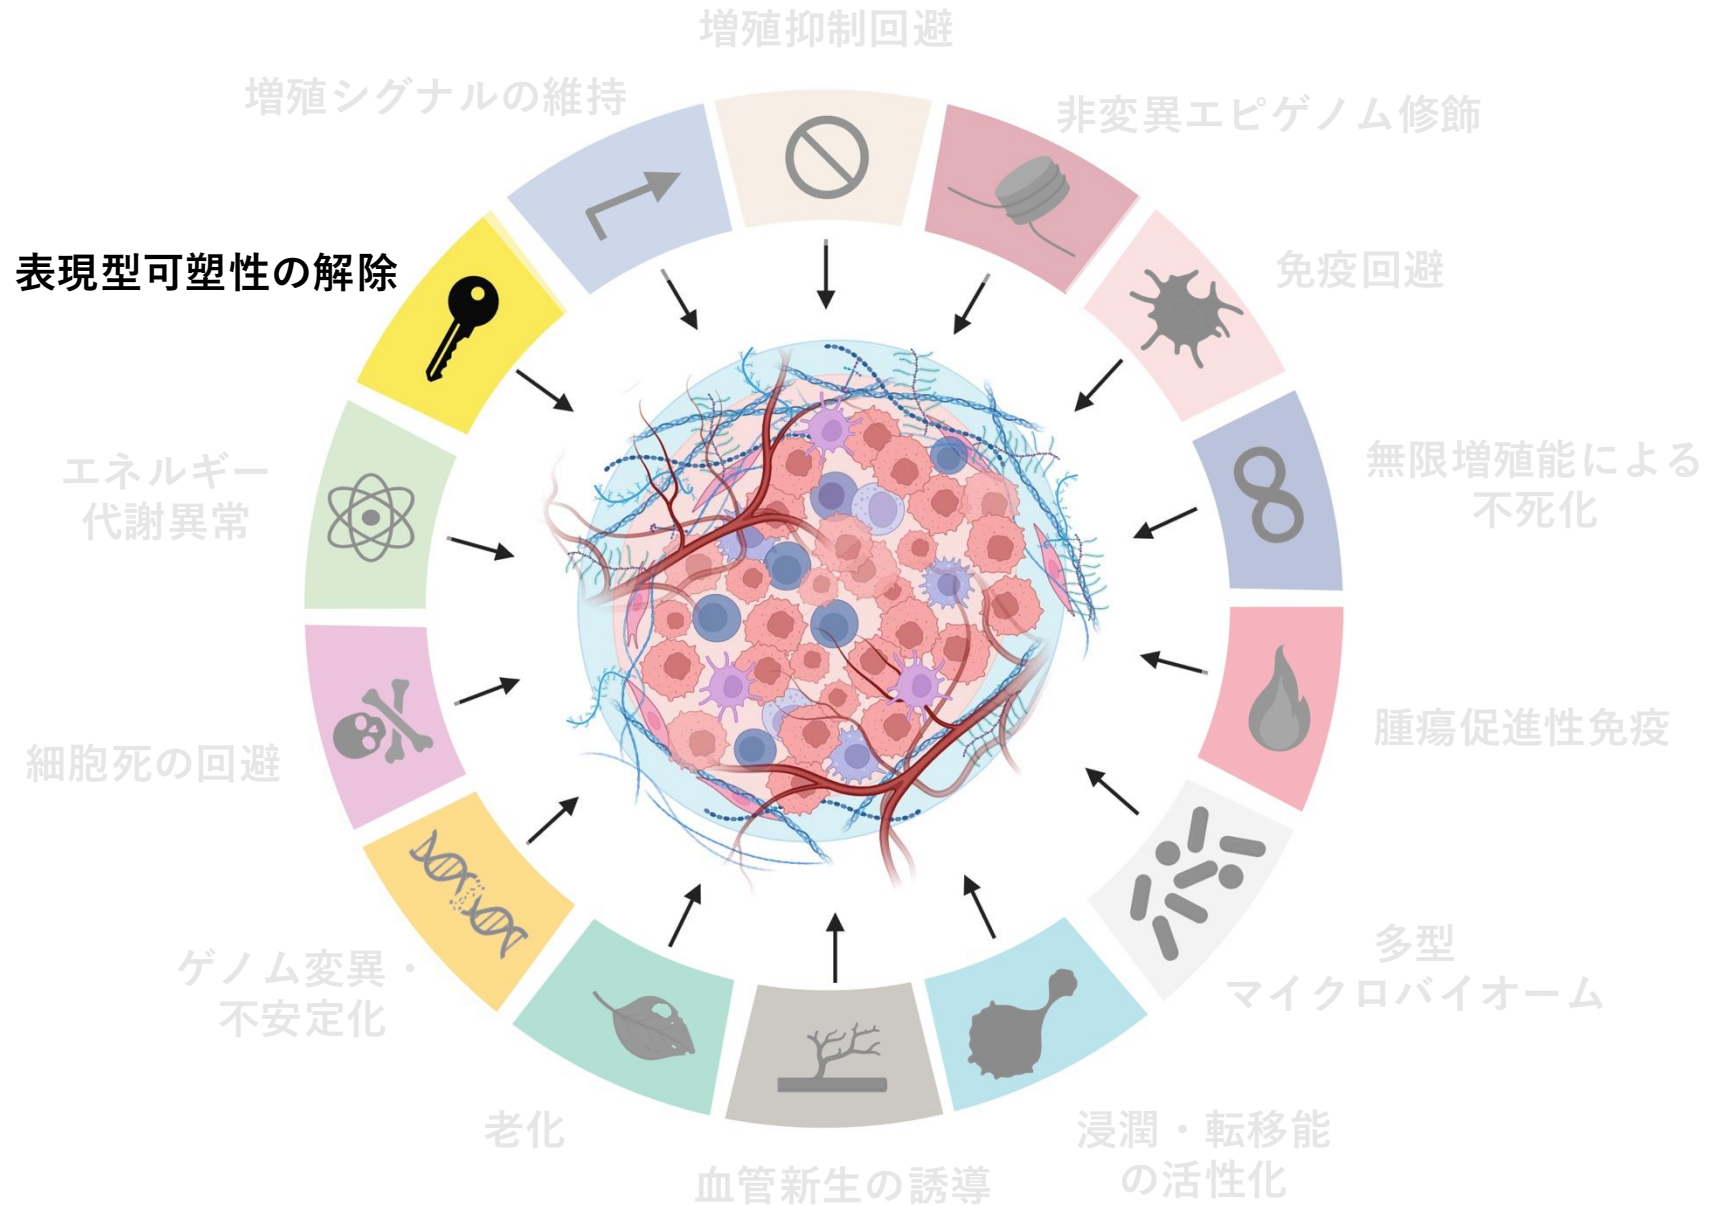 増殖抑制回避
増殖シグナルの維持
非変異エピゲノム修飾
表現型可塑性の解除
免疫回避
エネルギー
代謝異常
無限増殖能による
不死化
細胞死の回避
腫瘍促進性免疫
ゲノム変異・
不安定化
多型
マイクロバイオーム
老化
血管新生の誘導
浸潤・転移能
の活性化